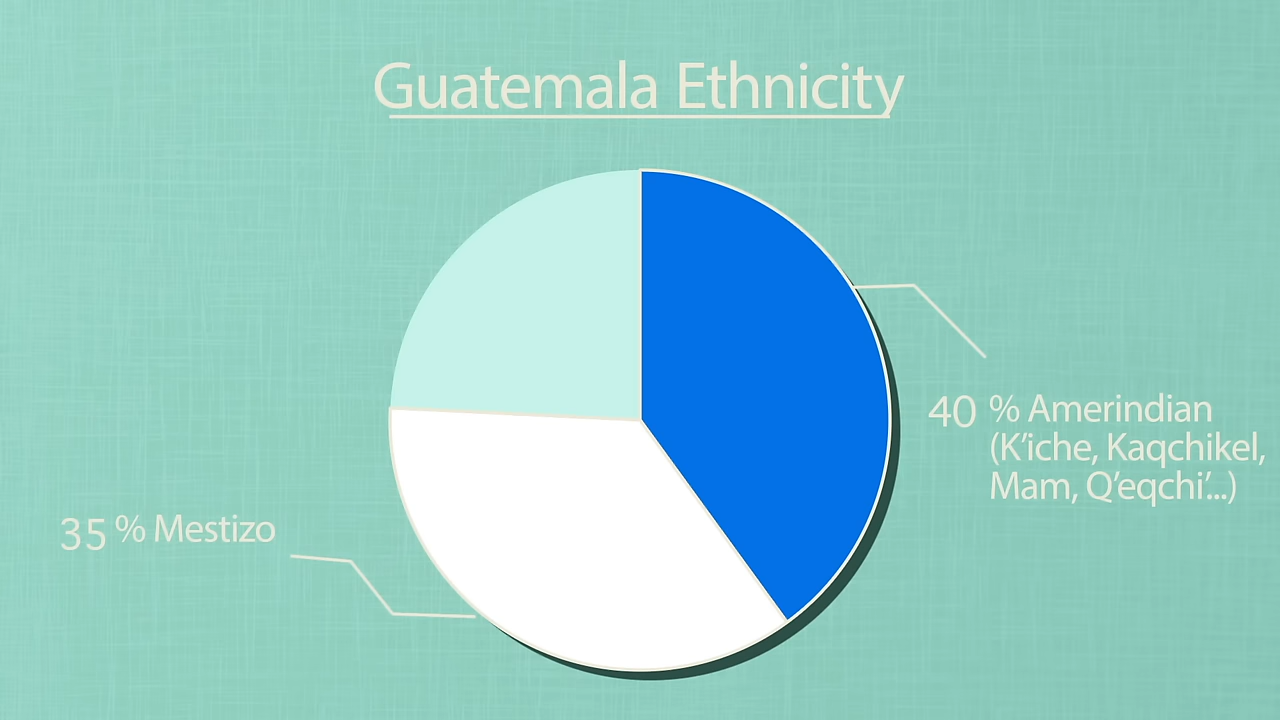 Guatemala Ethnicity
40 % Amerindian
(K'iche, Kaqchikel,
Mam, Q'eqchi'...)
35 % Mestizo